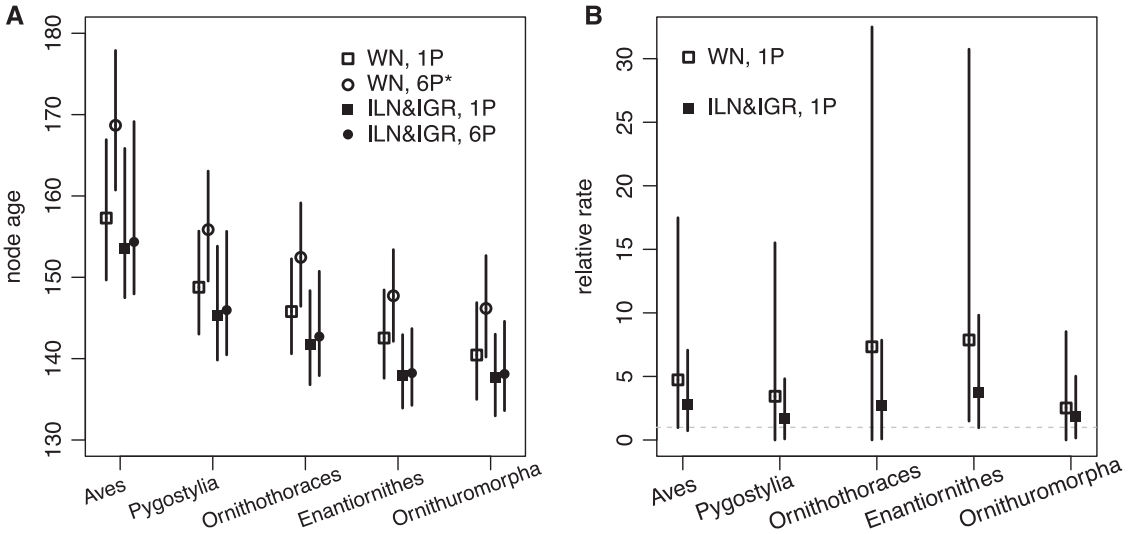 A
node age
180
170
160
150
140
130
WN, 1P
WN, 6P*
ILN&IGR, 1P
ILN&IGR, 6P
Aves
Pygostylia
Ornithothoraces
Enantiornithes
Ornithuromorpha
B
relative rate
30
25
20
15
10
5
0
WN, 1P
ILN&IGR, 1P
Aves
Pygostylia
Ornithothoraces
Enantiornithes
Ornithuromorpha